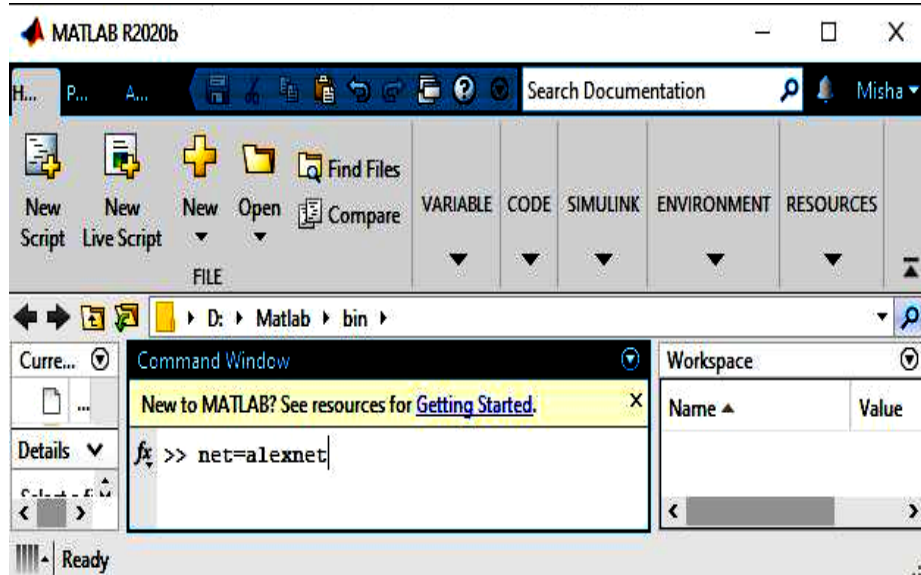 MATLAB R2020b
H... P... A... Search Documentation Misha
New Script New Live Script New Open Find Files Compare VARIABLE CODE SIMULINK ENVIRONMENT RESOURCES
FILE
D: Matlab bin
Curre... Command Window Workspace
... New to MATLAB? See resources for Getting Started. X Name Value
Details fx >> net=alexnet
Ready